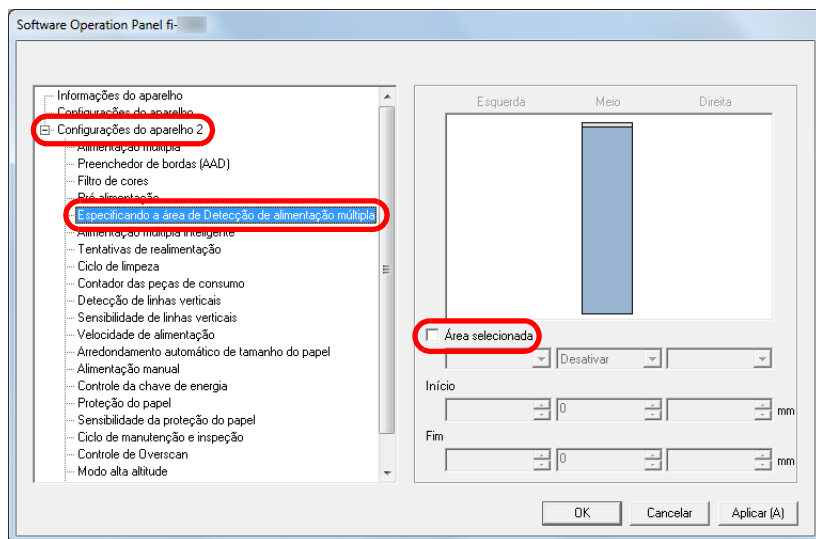 Software Operation Panel fi-
Informações do aparelho
Configurações do aparelho
Configurações do aparelho 2
Alimentação múltipla
Preenchedor de bordas (AAD)
Filtro de cores
Pré-alimentação
Especificando a área de Detecção de alimentação múltipla
Alimentação múltipla inteligente
Tentativas de realimentação
Ciclo de limpeza
Contador das peças de consumo
Detecção de linhas verticais
Sensibilidade de linhas verticais
Velocidade de alimentação
Arredondamento automático de tamanho do papel
Alimentação manual
Controle da chave de energia
Proteção do papel
Sensibilidade da proteção do papel
Ciclo de manutenção e inspeção
Controle de Overscan
Modo alta altitude
Esquerda Meio Direita
Área selecionada
Desativar
Início
0 mm
Fim
0 mm
OK Cancelar Aplicar (A)